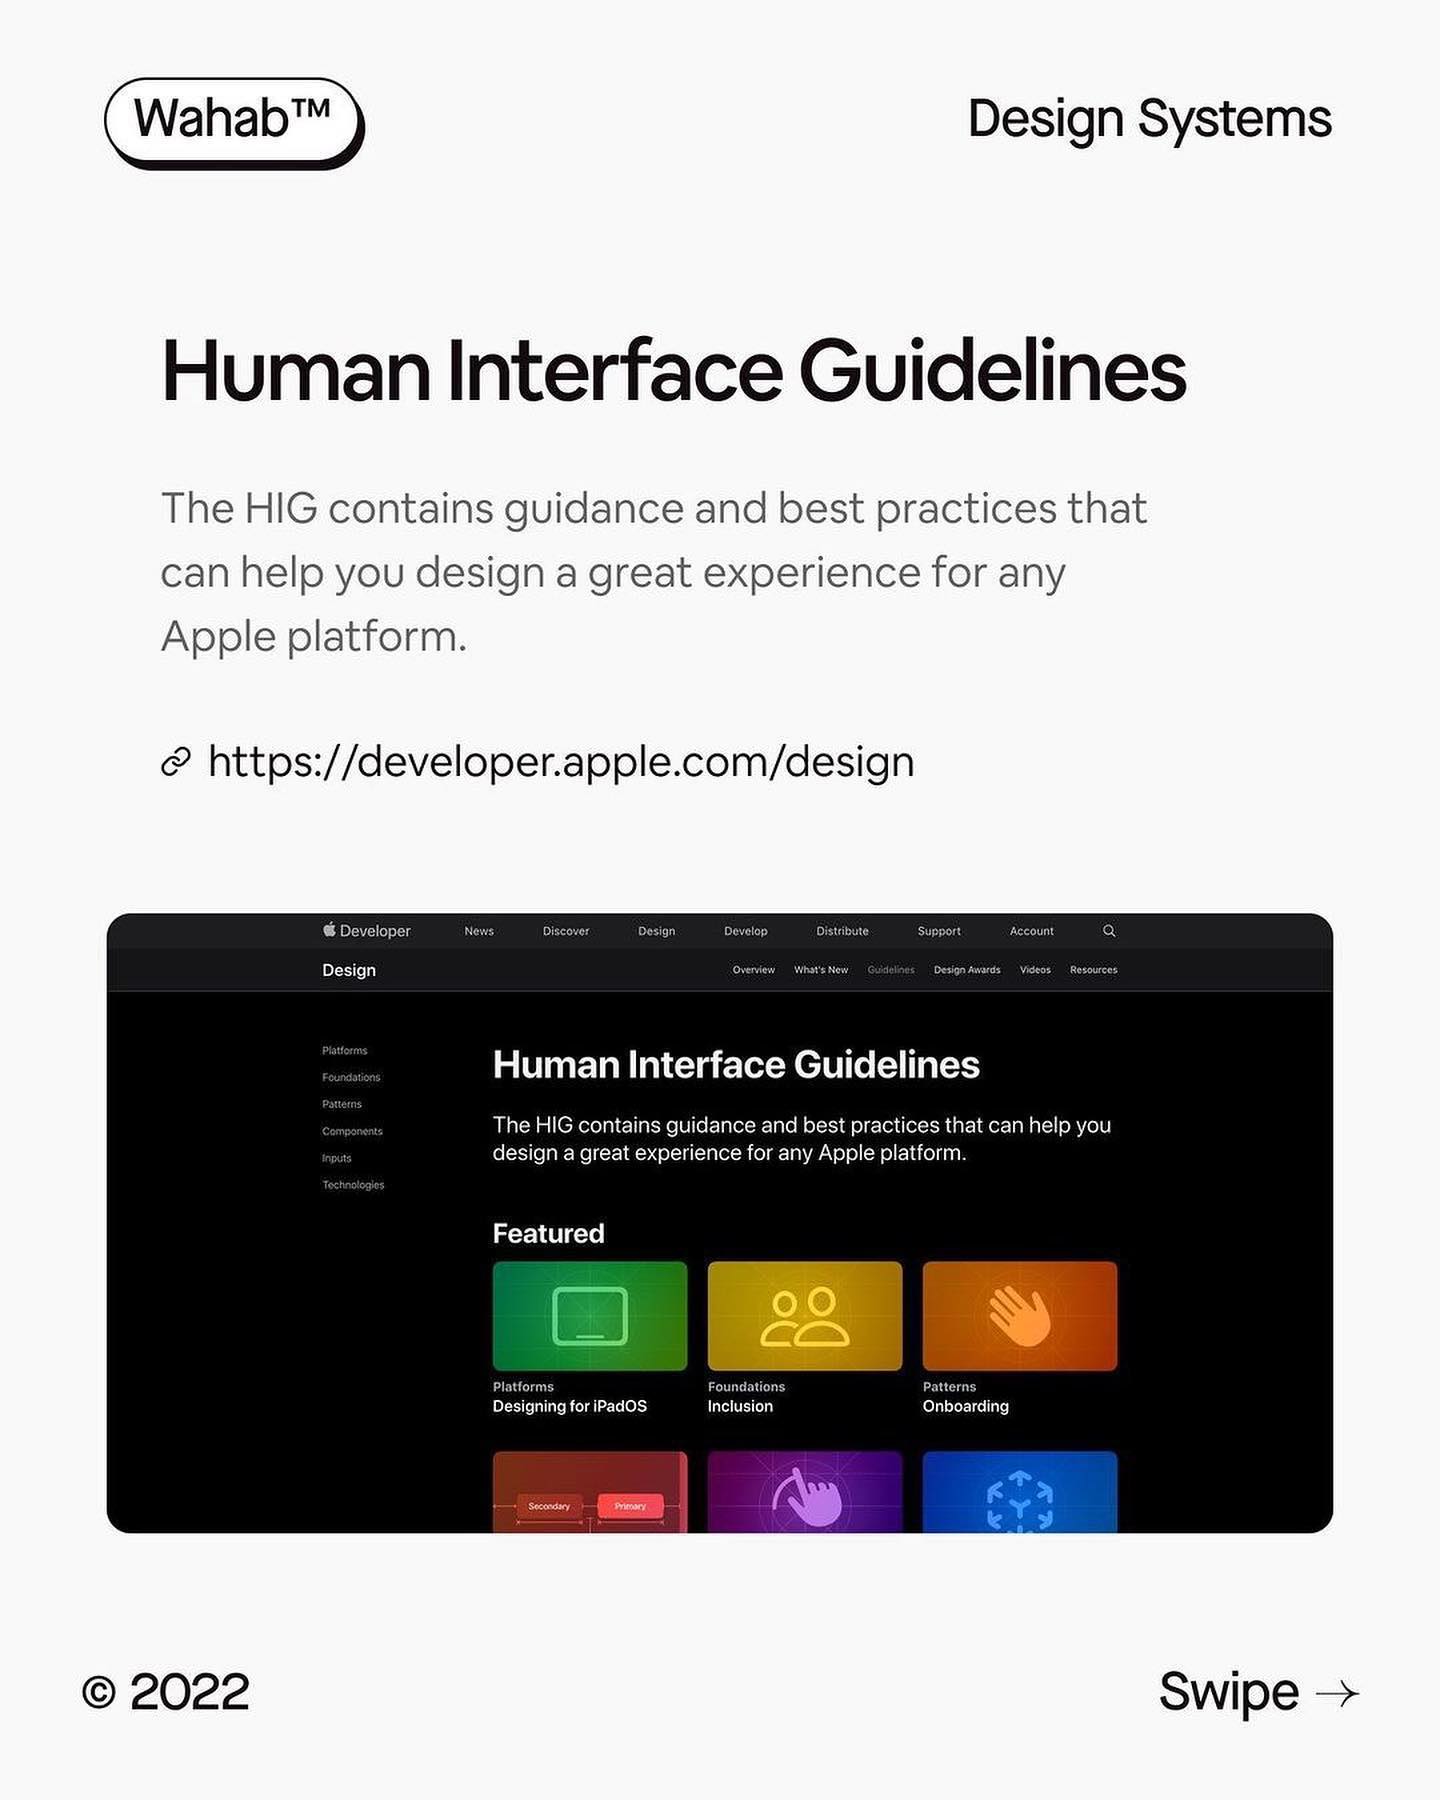 Wahab™
Design Systems
Human Interface Guidelines
The HIG contains guidance and best practices that
can help you design a great experience for any
Apple platform.
https://developer.apple.com/design
Developer News Discover Design Develop Distribute Support Account
Design Overview What's New Guidelines Design Awards Videos Resources
Platforms
Foundations
Patterns
Components
Inputs
Technologies
Human Interface Guidelines
The HIG contains guidance and best practices that can help you
design a great experience for any Apple platform.
Featured
Platforms
Designing for iPadOS
Foundations
Inclusion
Patterns
Onboarding
Secondary Primary
© 2022
Swipe →